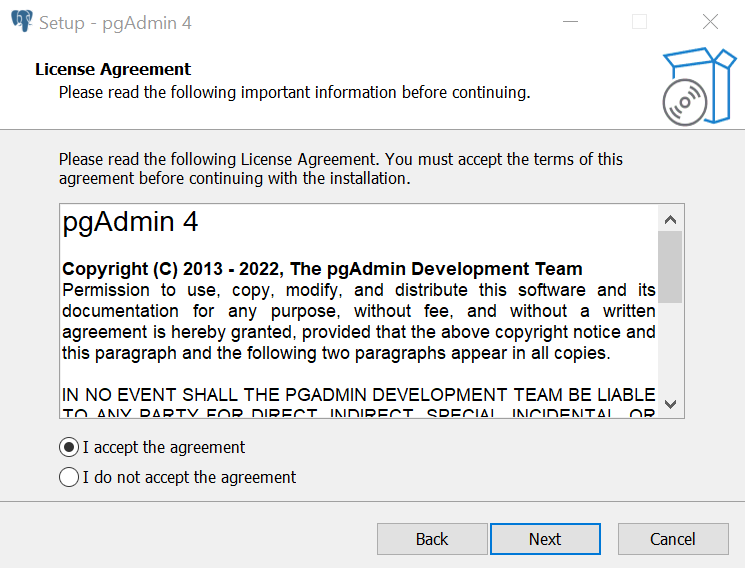 Setup - pgAdmin 4
License Agreement
Please read the following important information before continuing.
Please read the following License Agreement. You must accept the terms of this
agreement before continuing with the installation.
pgAdmin 4
Copyright (C) 2013 - 2022, The pgAdmin Development Team
Permission to use, copy, modify, and distribute this software and its
documentation for any purpose, without fee, and without a written
agreement is hereby granted, provided that the above copyright notice and
this paragraph and the following two paragraphs appear in all copies.
IN NO EVENT SHALL THE PGADMIN DEVELOPMENT TEAM BE LIABLE
TO ANY PARTY FOR DIRECT, INDIRECT, SPECIAL, INCIDENTAL, OR
I accept the agreement
I do not accept the agreement
Back
Next
Cancel